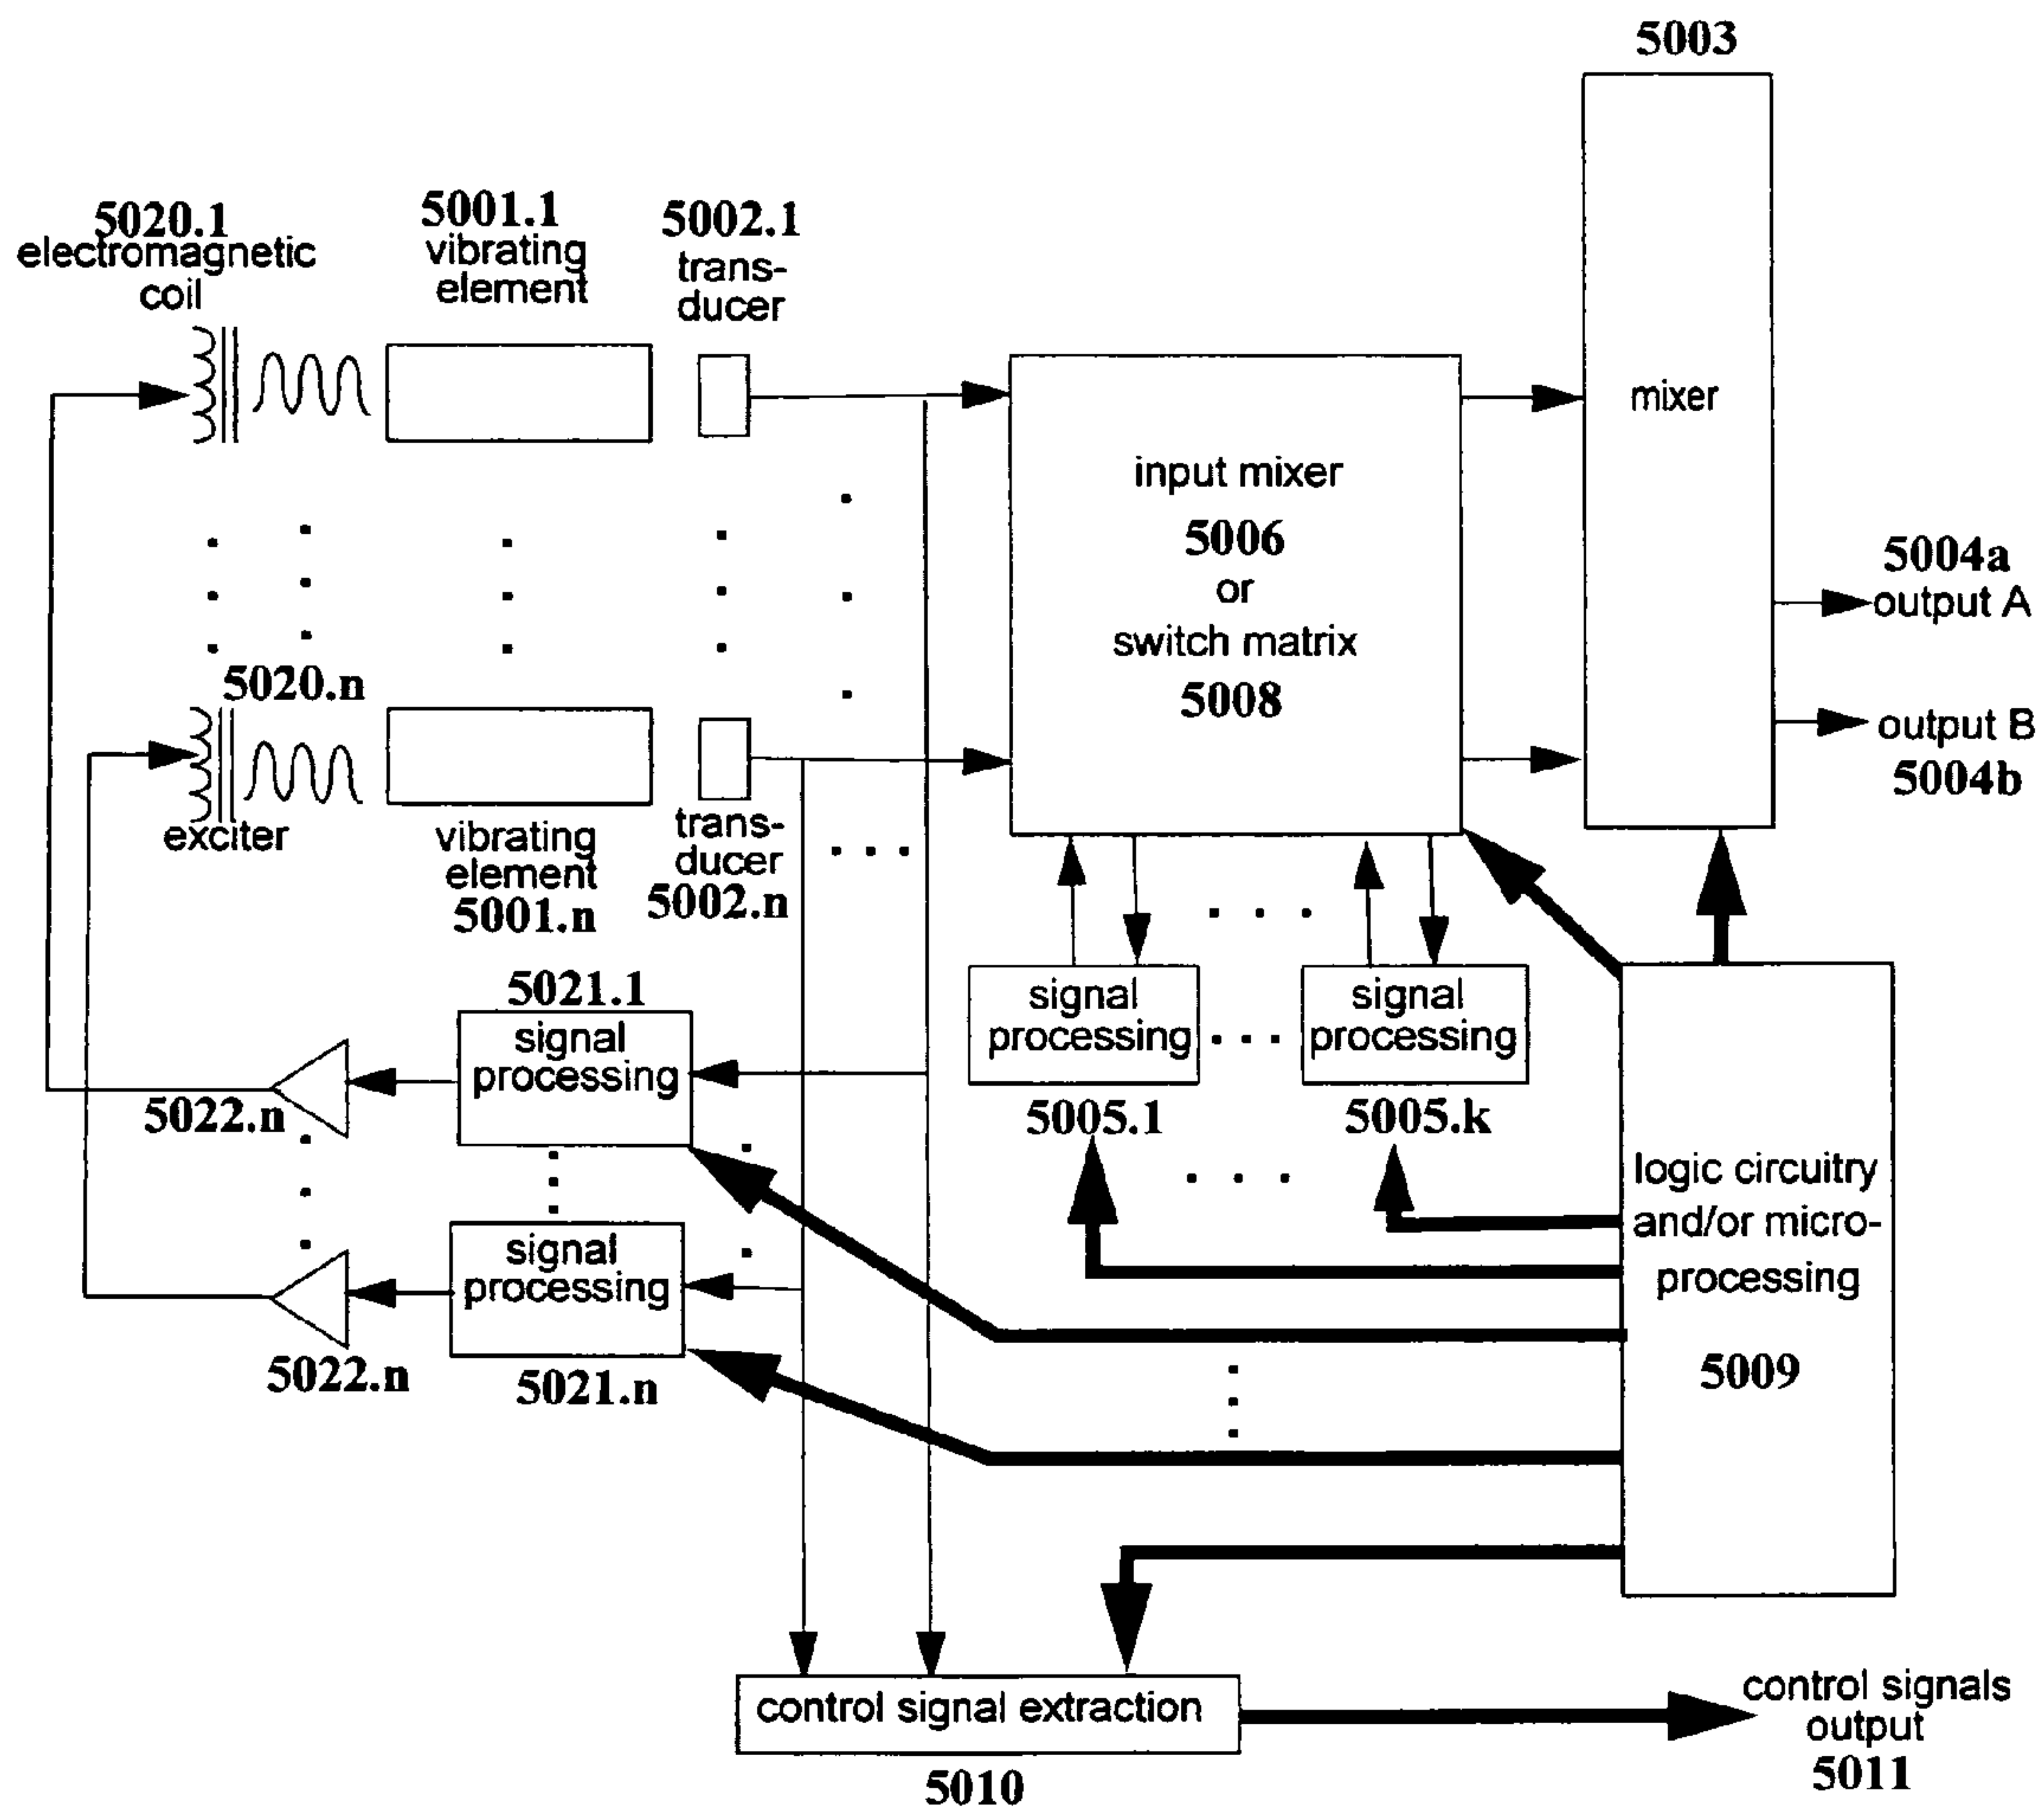 5003
5020.1
electromagnetic
coil
5001.1
vibrating
element
5002.1
trans-
ducer
mixer
input mixer
5006
or
switch matrix
5008
5004a
output A
output B
5004b
5020.n
exciter
vibrating
element
5001.n
trans-
ducer
5002.n
5021.1
signal
processing
5022.n
signal
processing
5005.1
signal
processing
5005.k
logic circuitry
and/or micro-
processing
5009
signal
processing
5022.n
5021.n
control signal extraction
5010
control signals
output
5011